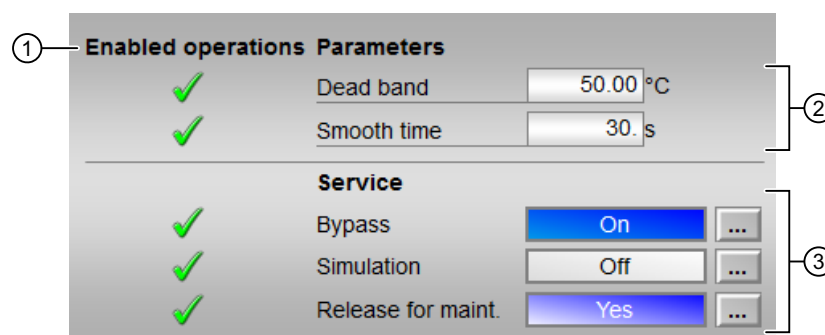 ① Enabled operations Parameters
Dead band 50.00 °C
②
Smooth time 30. s
Service
Bypass On ...
Simulation Off ...
③
Release for maint. Yes ...